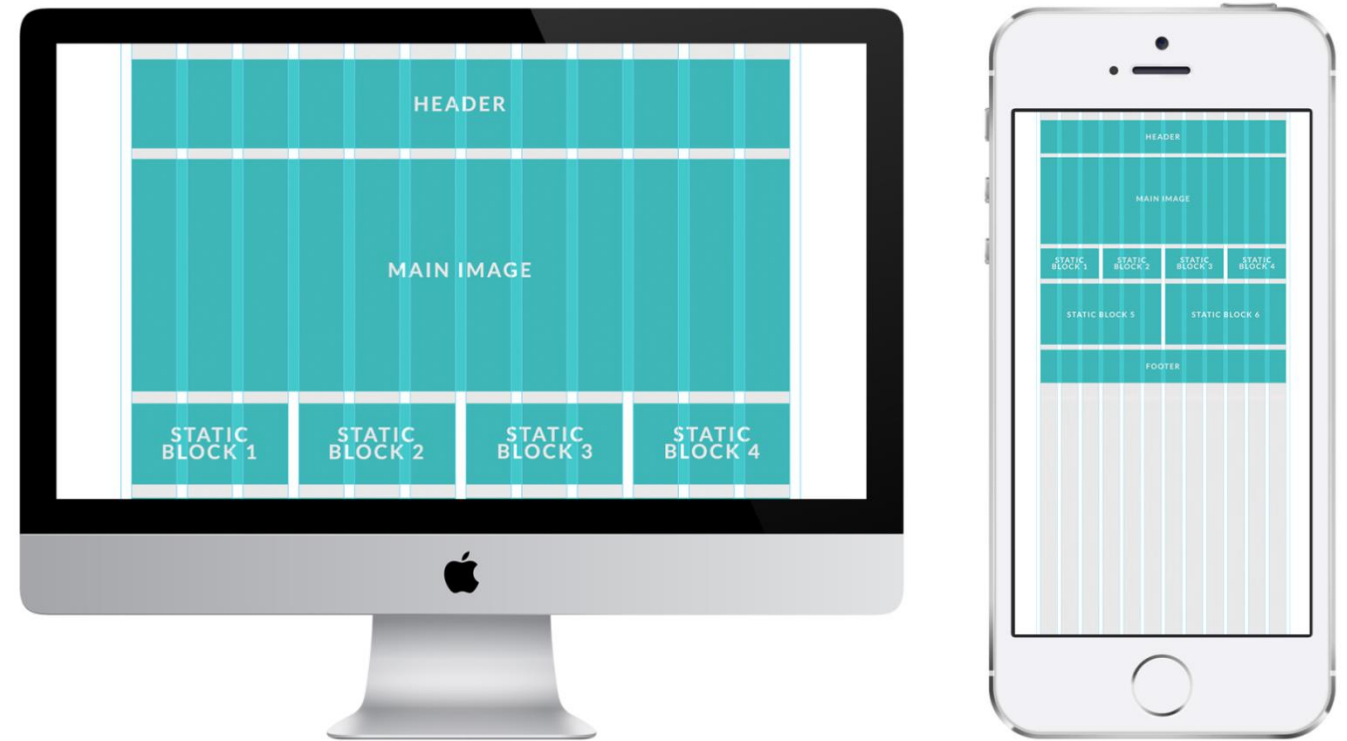 HEADER
MAIN IMAGE
STATIC
BLOCK 1
STATIC
BLOCK 2
STATIC
BLOCK 3
STATIC
BLOCK 4
HEADER
MAIN IMAGE
STATIC
BLOCK 1
STATIC
BLOCK 2
STATIC
BLOCK 3
STATIC
BLOCK 4
STATIC BLOCK 5
STATIC BLOCK 6
FOOTER